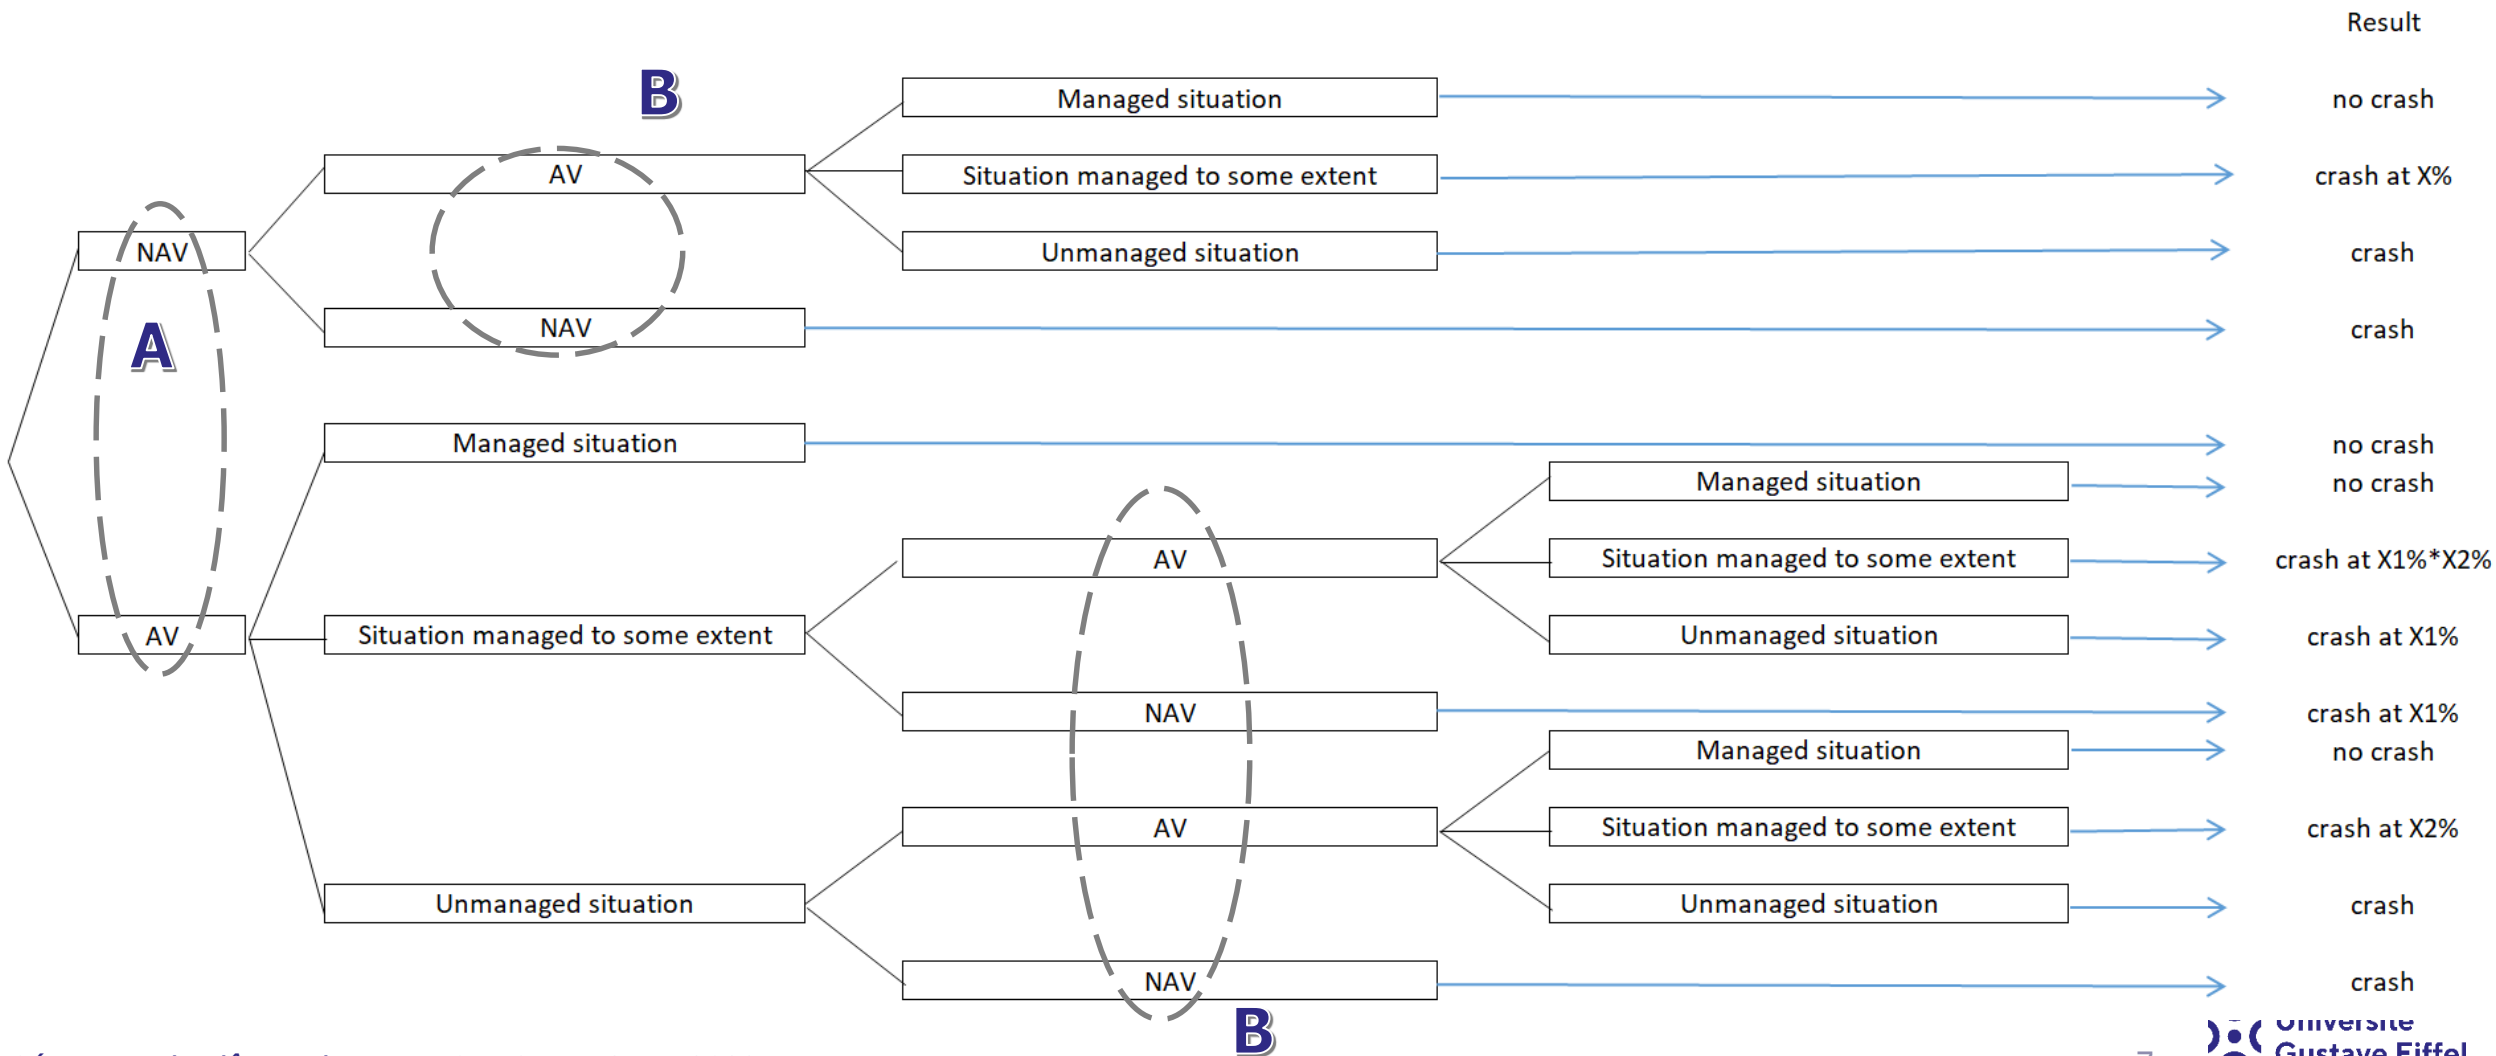 Result
B
Managed situation
no crash
AV
Situation managed to some extent
crash at X%
NAV
Unmanaged situation
crash
NAV
crash
A
Managed situation
no crash
Managed situation
no crash
AV
Situation managed to some extent
crash at X1%*X2%
AV
Situation managed to some extent
Unmanaged situation
crash at X1%
NAV
crash at X1%
Managed situation
no crash
AV
Situation managed to some extent
crash at X2%
Unmanaged situation
Unmanaged situation
crash
NAV
crash
B
Université
Gustave Eiffel